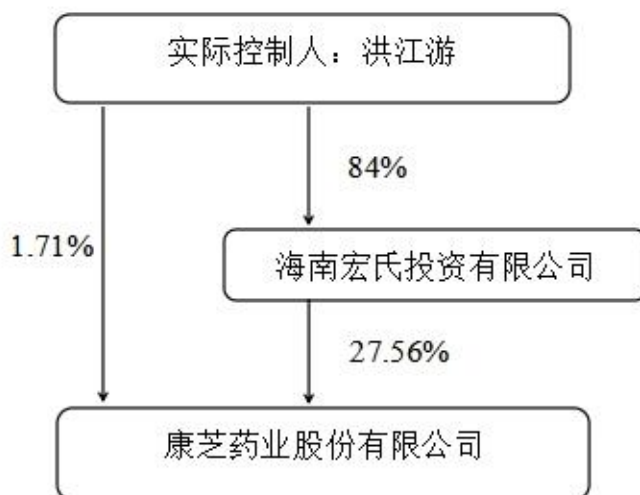 实际控制人：洪江游
84%
1.71%
海南宏氏投资有限公司
27.56%
康芝药业股份有限公司